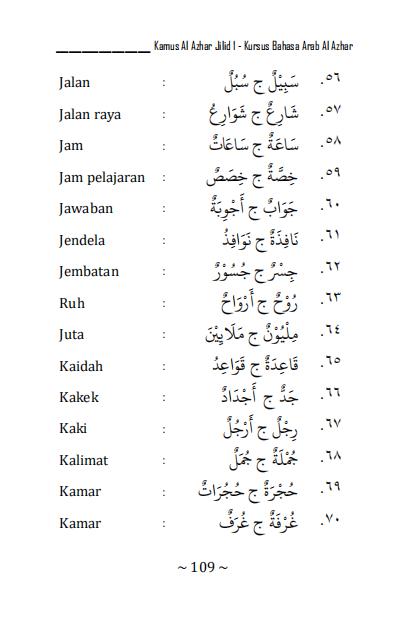 Kamus Al Azhar Jilid I - Kursus Bahasa Arab Al Azhar
Jalan : سَبِيْلٌ ج سُبُلٌ .٥٦
Jalan raya : شَارِعٌ ج شَوَارِعُ .٥٧
Jam : سَاعَةٌ ج سَاعَاتٌ .٥٨
Jam pelajaran : حِصَّةٌ ج حِصَصٌ .٥٩
Jawaban : جَوَابٌ ج أَجْوِبَةٌ .٦٠
Jendela : نَافِذَةٌ ج نَوَافِذُ .٦١
Jembatan : جِسْرٌ ج جُسُوْرٌ .٦٢
Ruh : رُوْحٌ ج أَرْوَاحٌ .٦٣
Juta : مِلْيُوْنٌ ج مَلَايِيْنَ .٦٤
Kaidah : قَاعِدَةٌ ج قَوَاعِدُ .٦٥
Kakek : جَدٌّ ج أَجْدَادٌ .٦٦
Kaki : رِجْلٌ ج أَرْجُلٌ .٦٧
Kalimat : جُمْلَةٌ ج جُمَلٌ .٦٨
Kamar : حُجْرَةٌ ج حُجُرَاتٌ .٦٩
Kamar : غُرْفَةٌ ج غُرَفٌ .٧٠
~ 109 ~